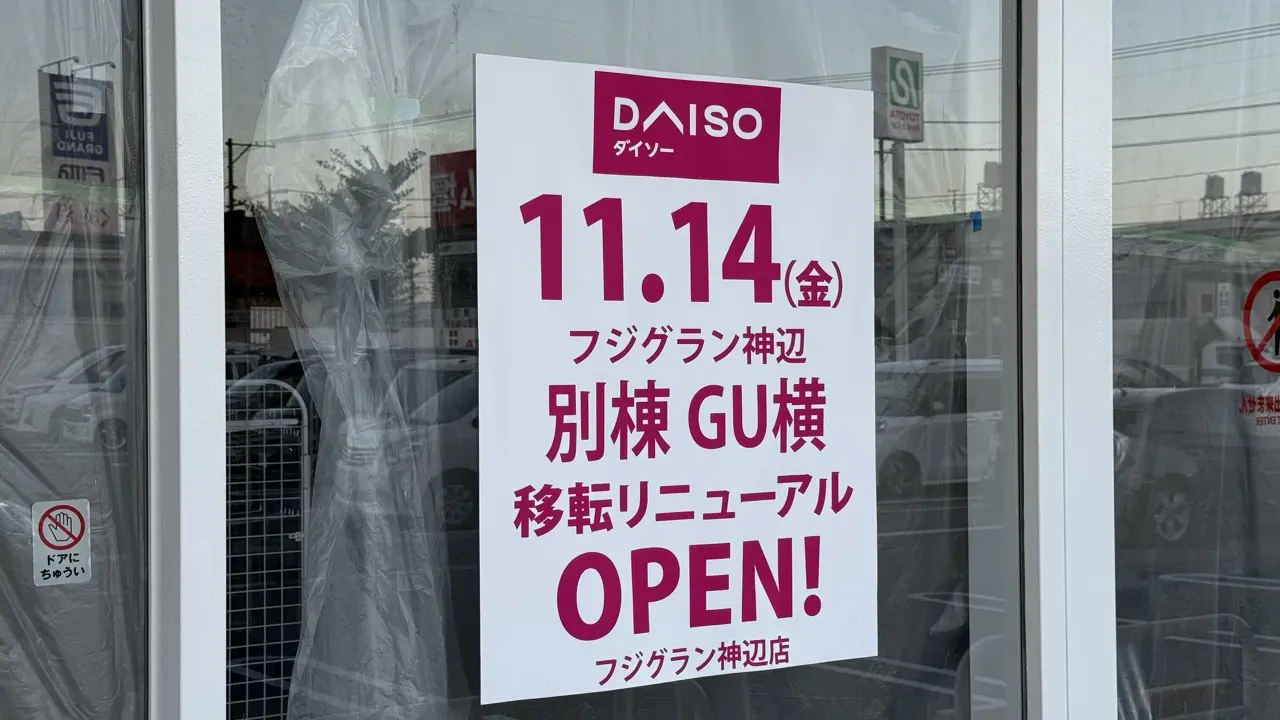 DAISO
ダイソー
11.14(金)
フジグラン神辺
別棟 GU横
移転リニューアル
OPEN!
フジグラン神辺店
ドアに
ちゅうい
FUJI
GRAND
TOYOTA